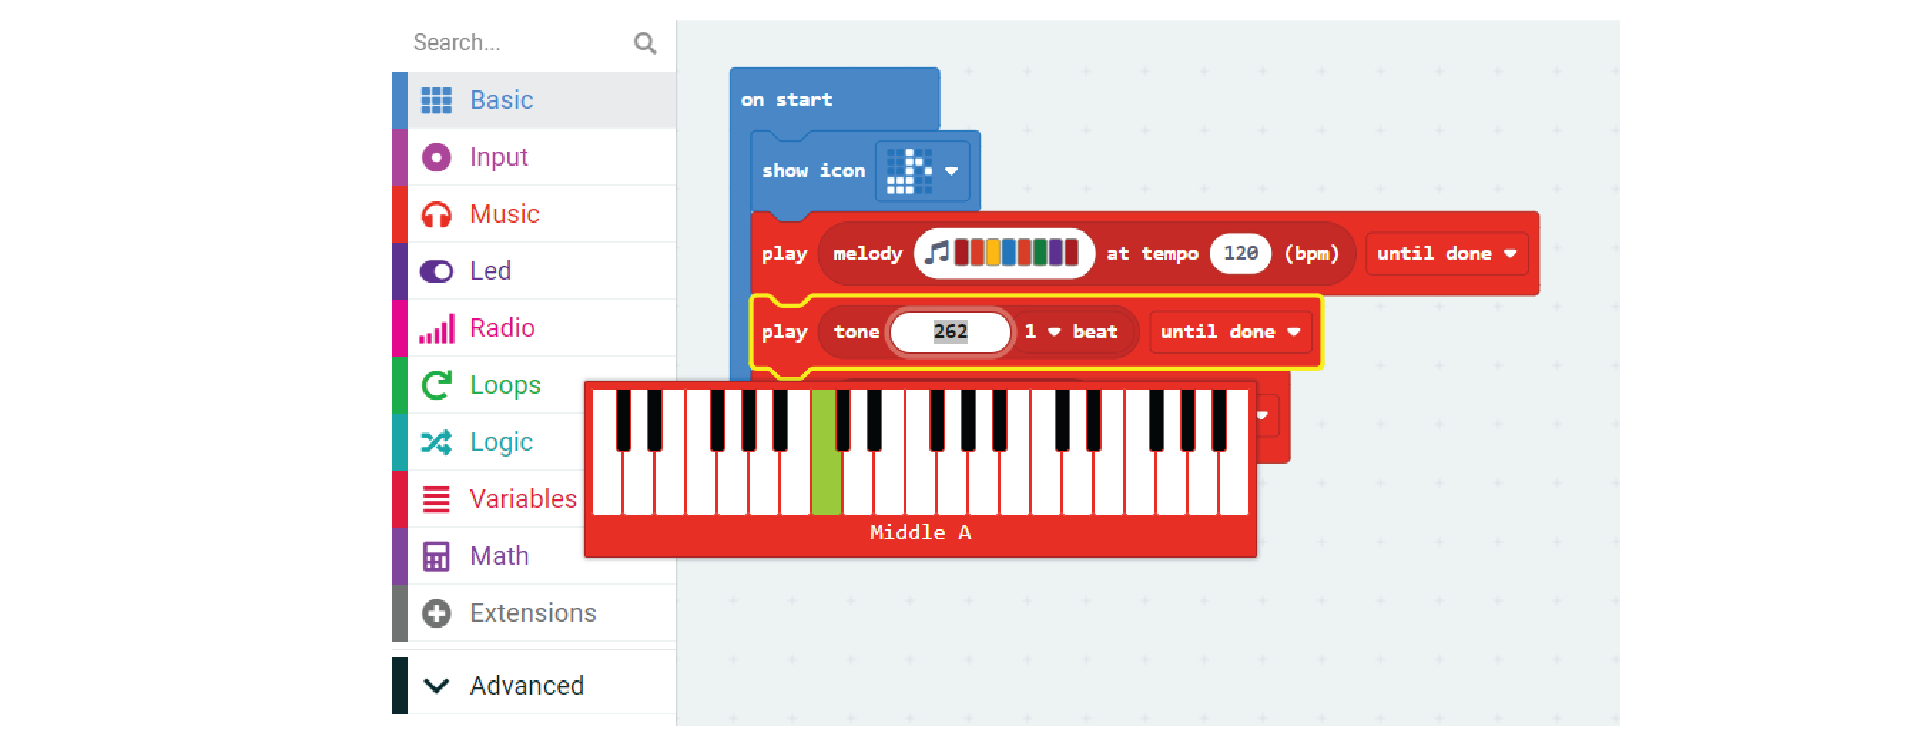 Search...
Basic
Input
Music
Led
Radio
Loops
Logic
Variables
Math
Extensions
Advanced
on start
show icon
play melody at tempo 120 (bpm) until done
play tone 262 1 beat until done
Middle A